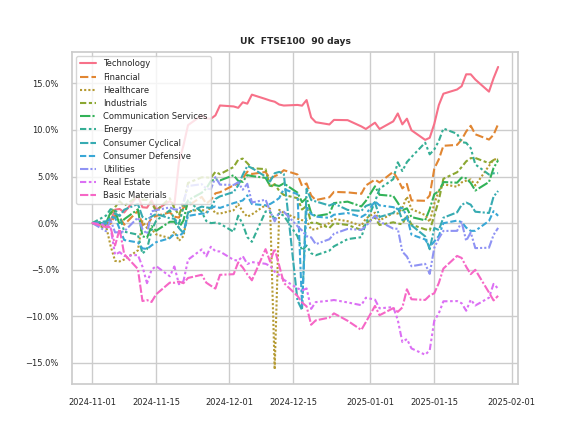 UK FTSE100 90 days
Technology
Financial
Healthcare
Industrials
Communication Services
Energy
Consumer Cyclical
Consumer Defensive
Utilities
Real Estate
Basic Materials
15.0%
10.0%
5.0%
0.0%
−5.0%
−10.0%
−15.0%
2024-11-01 2024-11-15 2024-12-01 2024-12-15 2025-01-01 2025-01-15 2025-02-01